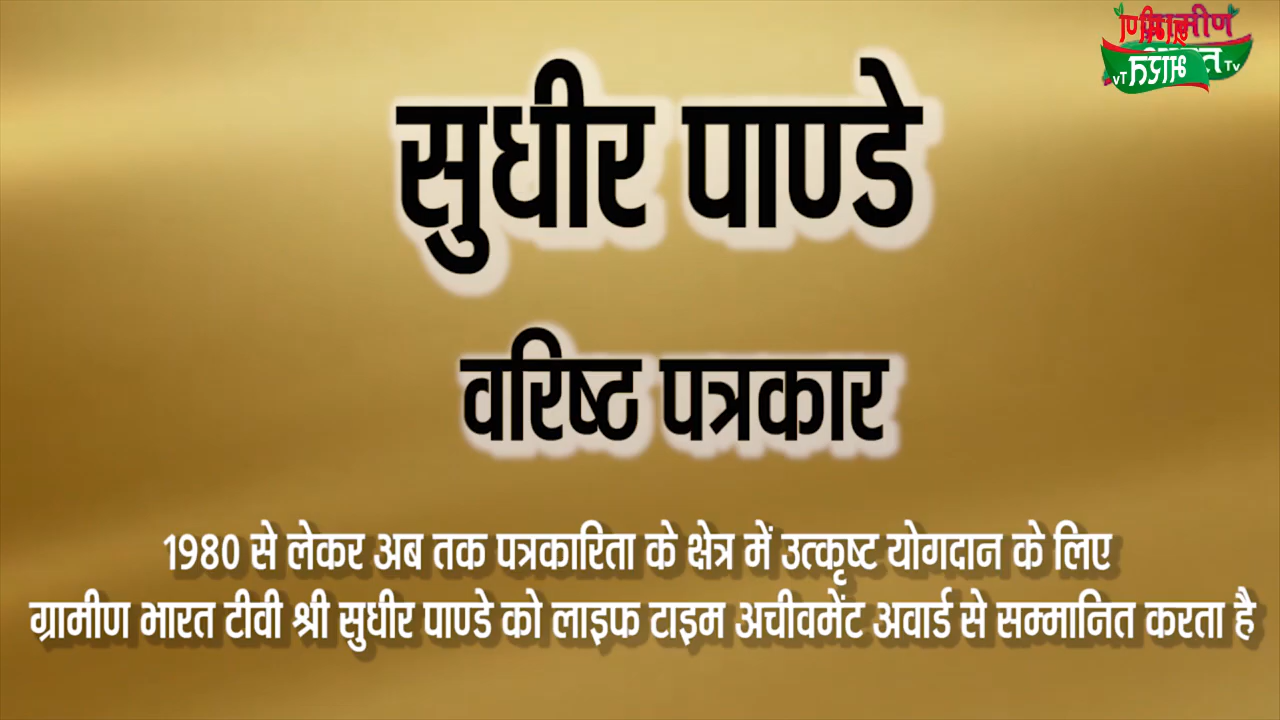 सुधीर पाण्डे
वरिष्ठ पत्रकार
1980 से लेकर अब तक पत्रकारिता के क्षेत्र में उत्कृष्ट योगदान के लिए
ग्रामीण भारत टीवी श्री सुधीर पाण्डे को लाइफ टाइम अचीवमेंट अवार्ड से सम्मानित करता है